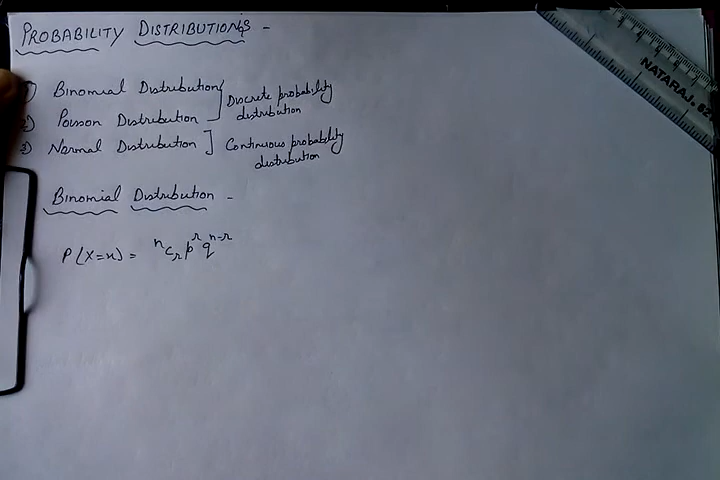 PROBABILITY DISTRIBUTIONS -
1) Binomial Distribution
2) Poisson Distribution
Discrete probability
distribution
3) Normal Distribution
Continuous probability
distribution
Binomial Distribution -
P(X=x) = ⁿCᵣ pʳ qⁿ⁻ʳ
NATARAJ. 621